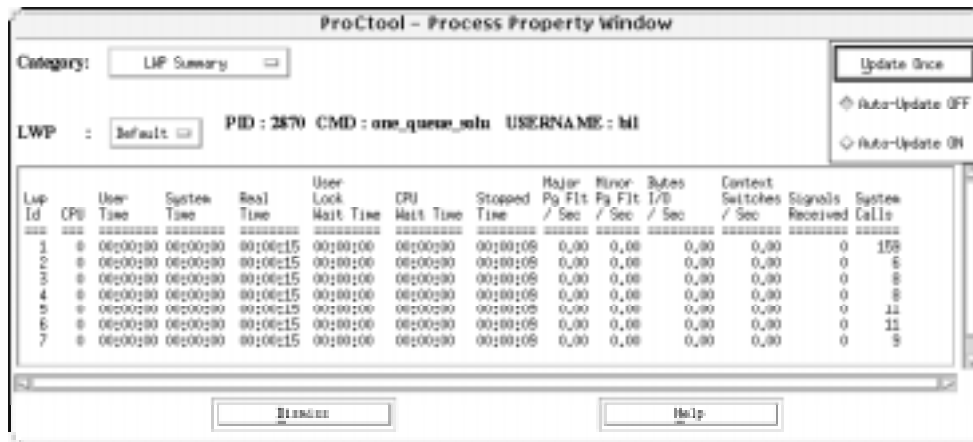 ProCtool - Process Property Window
Category: LWP Summary
Update Once
Auto-Update OFF
Auto-Update ON
LWP : Default PID : 2870 CMD : one_queue_solu USERNAME : bil
User Major Minor Bytes Context
Lwp User System Real Lock CPU Stopped Pg Flt Pg Flt I/O Switches Signals System
Id CPU Time Time Time Wait Time Wait Time Time / Sec / Sec / Sec / Sec Received Calls
=== === ======== ======== ======== ========= ========= ======== ====== ====== ========= ======== ======== ======
1 0 00:00:00 00:00:00 00:00:15 00:00:00 00:00:00 00:00:09 0.00 0.00 0.00 0.00 0 159
2 0 00:00:00 00:00:00 00:00:15 00:00:00 00:00:00 00:00:09 0.00 0.00 0.00 0.00 0 6
3 0 00:00:00 00:00:00 00:00:15 00:00:00 00:00:00 00:00:09 0.00 0.00 0.00 0.00 0 8
4 0 00:00:00 00:00:00 00:00:15 00:00:00 00:00:00 00:00:09 0.00 0.00 0.00 0.00 0 8
5 0 00:00:00 00:00:00 00:00:15 00:00:00 00:00:00 00:00:09 0.00 0.00 0.00 0.00 0 11
6 0 00:00:00 00:00:00 00:00:15 00:00:00 00:00:00 00:00:09 0.00 0.00 0.00 0.00 0 11
7 0 00:00:00 00:00:00 00:00:15 00:00:00 00:00:00 00:00:09 0.00 0.00 0.00 0.00 0 9
Dismiss Help